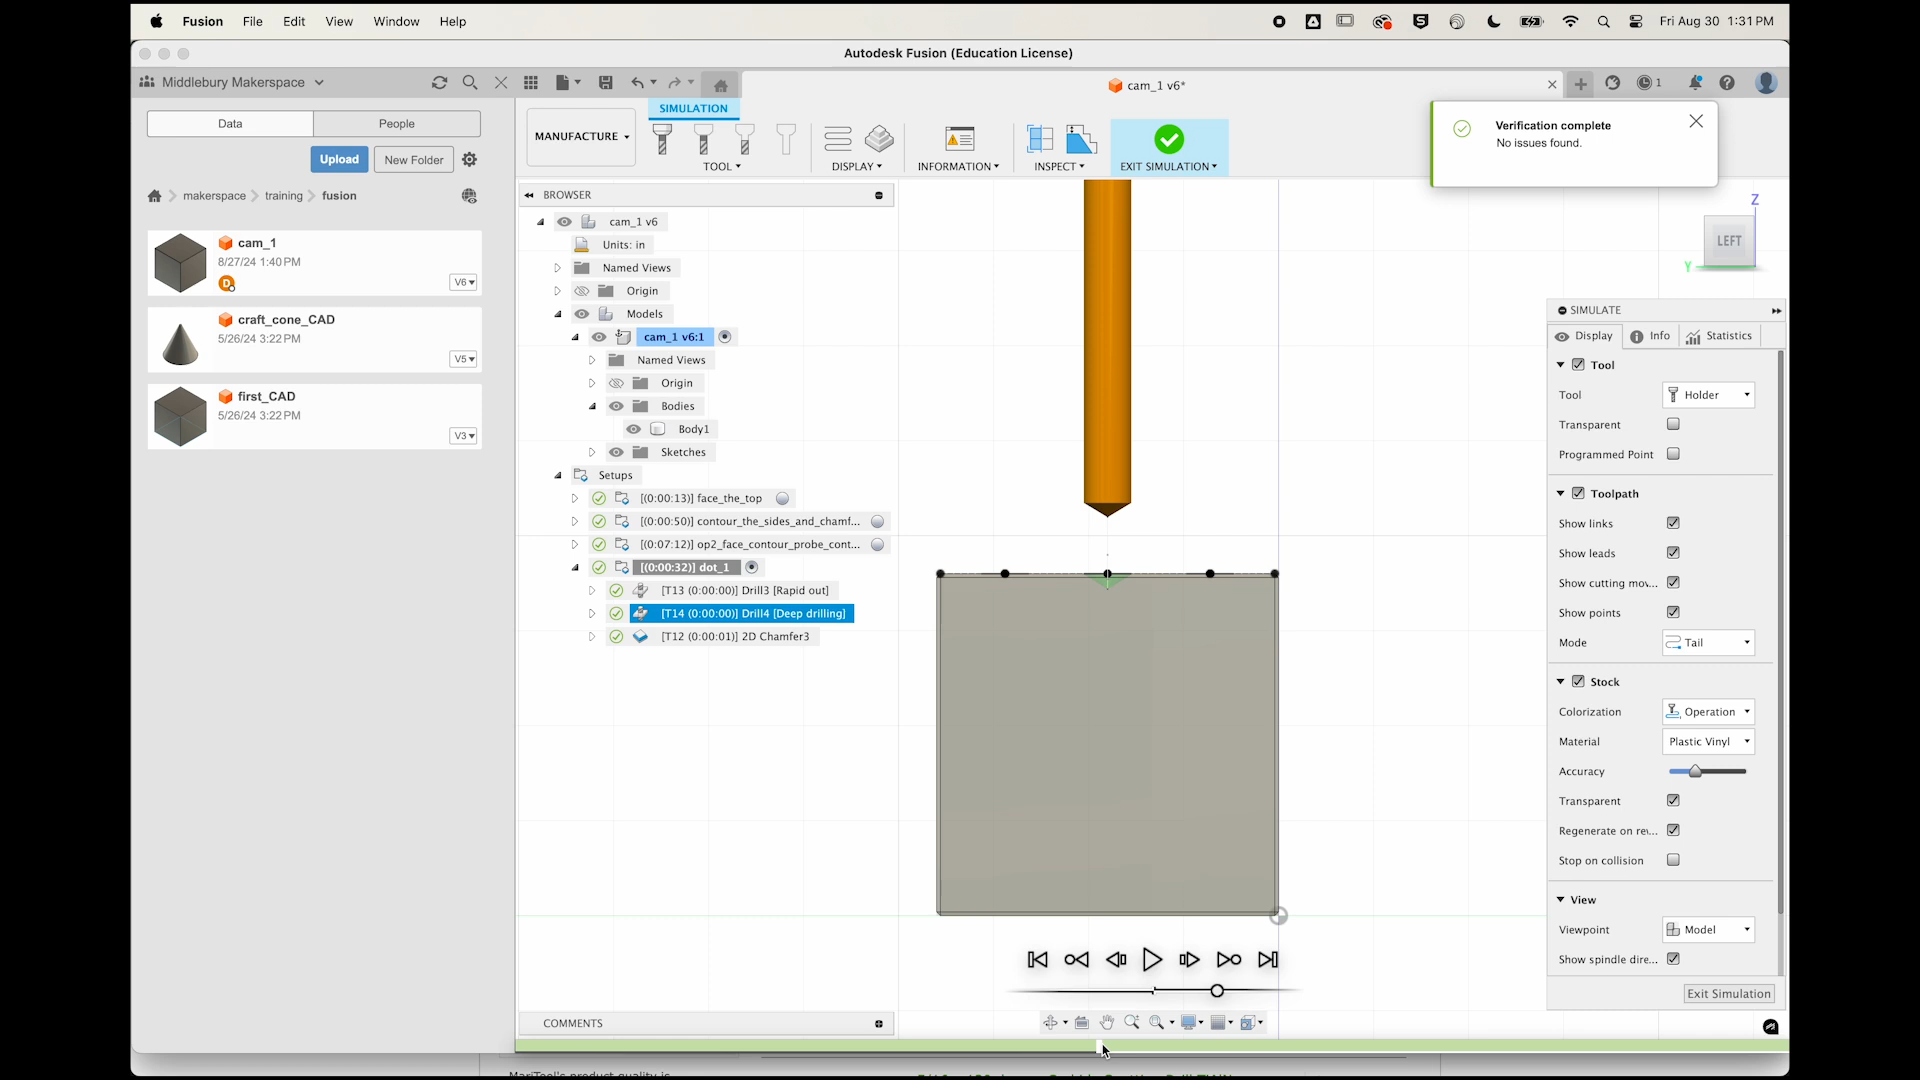 Fusion File Edit View Window Help
Fri Aug 30 1:31 PM
Autodesk Fusion (Education License)
Middlebury Makerspace
cam_1 v6*
1
Data People
Upload New Folder
makerspace training fusion
cam_1
8/27/24 1:40 PM
V6
craft_cone_CAD
5/26/24 3:22 PM
V5
first_CAD
5/26/24 3:22 PM
V3
SIMULATION
MANUFACTURE
TOOL DISPLAY INFORMATION INSPECT EXIT SIMULATION
Verification complete
No issues found.
BROWSER
cam_1 v6
Units: in
Named Views
Origin
Models
cam_1 v6:1
Named Views
Origin
Bodies
Body1
Sketches
Setups
[(0:00:13)] face_the_top
[(0:00:50)] contour_the_sides_and_chamf...
[(0:07:12)] op2_face_contour_probe_cont...
[(0:00:32)] dot_1
[T13 (0:00:00)] Drill3 [Rapid out]
[T14 (0:00:00)] Drill4 [Deep drilling]
[T12 (0:00:01)] 2D Chamfer3
Z
LEFT
Y
SIMULATE
Display Info Statistics
Tool
Tool Holder
Transparent
Programmed Point
Toolpath
Show links
Show leads
Show cutting mov...
Show points
Mode Tail
Stock
Colorization Operation
Material Plastic Vinyl
Accuracy
Transparent
Regenerate on re...
Stop on collision
View
Viewpoint Model
Show spindle dire...
Exit Simulation
COMMENTS